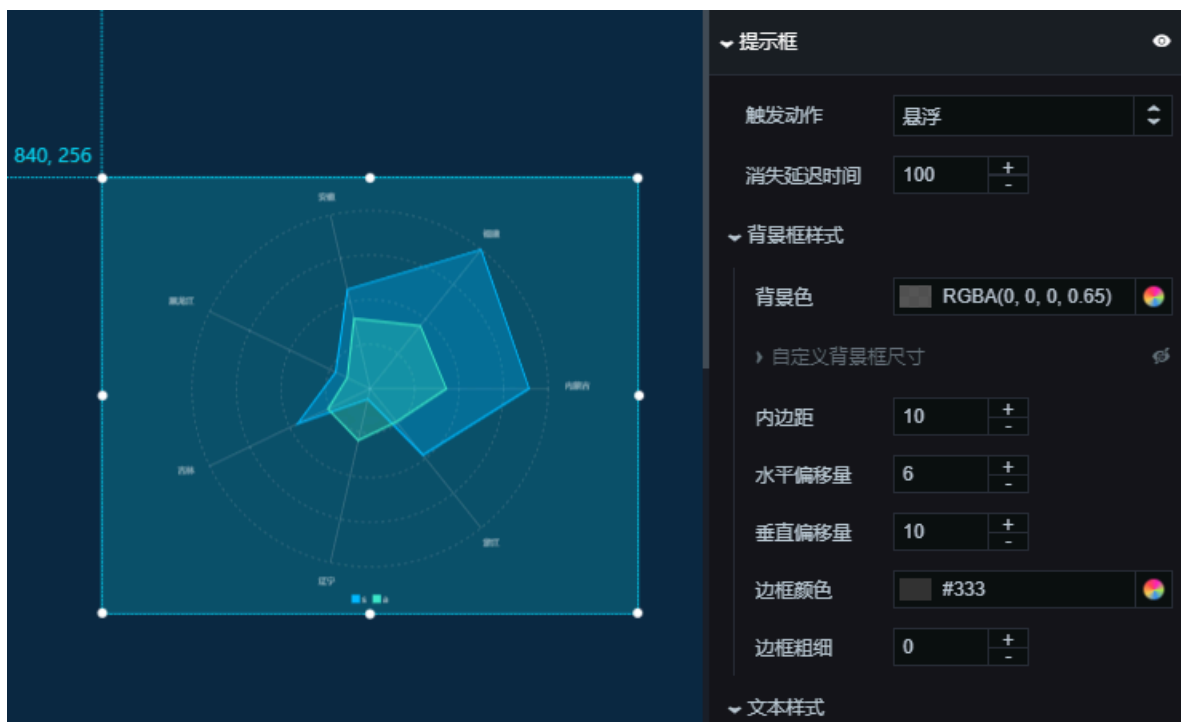 提示框
触发动作 悬浮
消失延迟时间 100 + -
背景框样式
背景色 RGBA(0, 0, 0, 0.65)
自定义背景框尺寸
内边距 10 + -
水平偏移量 6 + -
垂直偏移量 10 + -
边框颜色 #333
边框粗细 0 + -
文本样式
840, 256
安徽
福建
黑龙江
内蒙古
吉林
浙江
辽宁